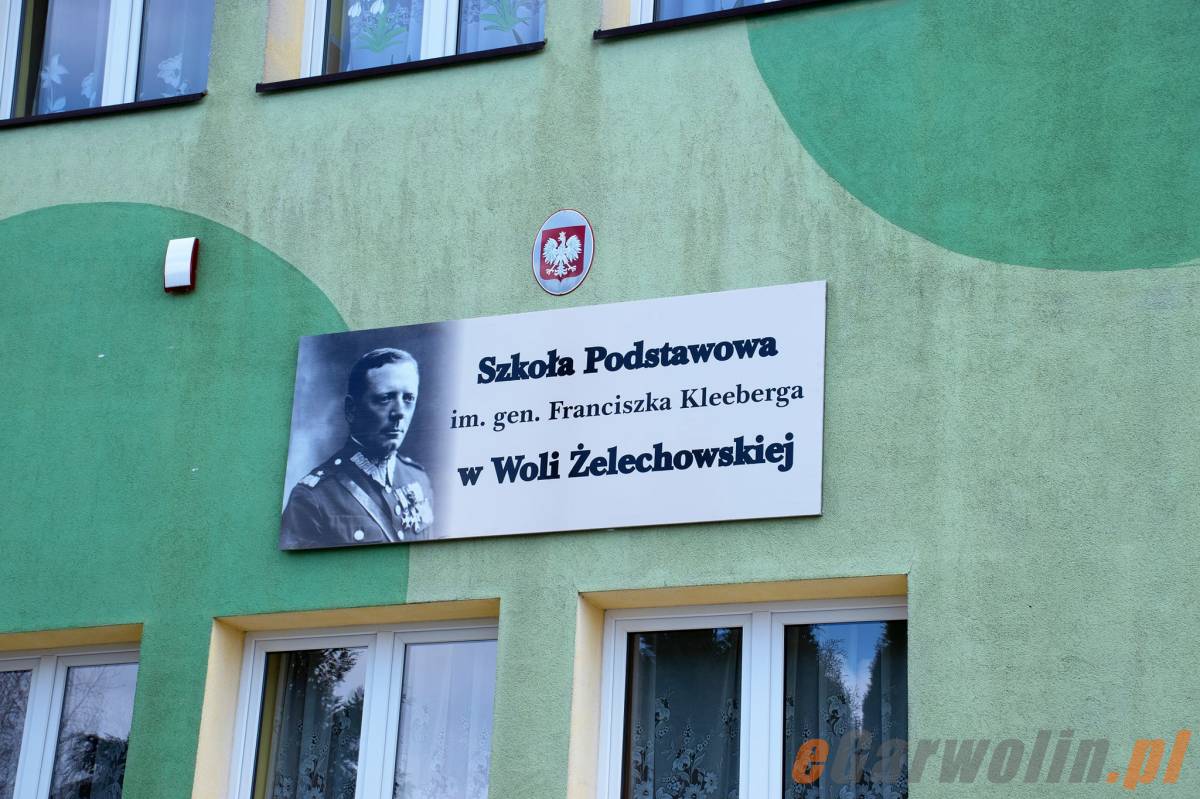 Szkoła Podstawowa
im. gen. Franciszka Kleeberga
w Woli Żelechowskiej
eGarwolin.pl